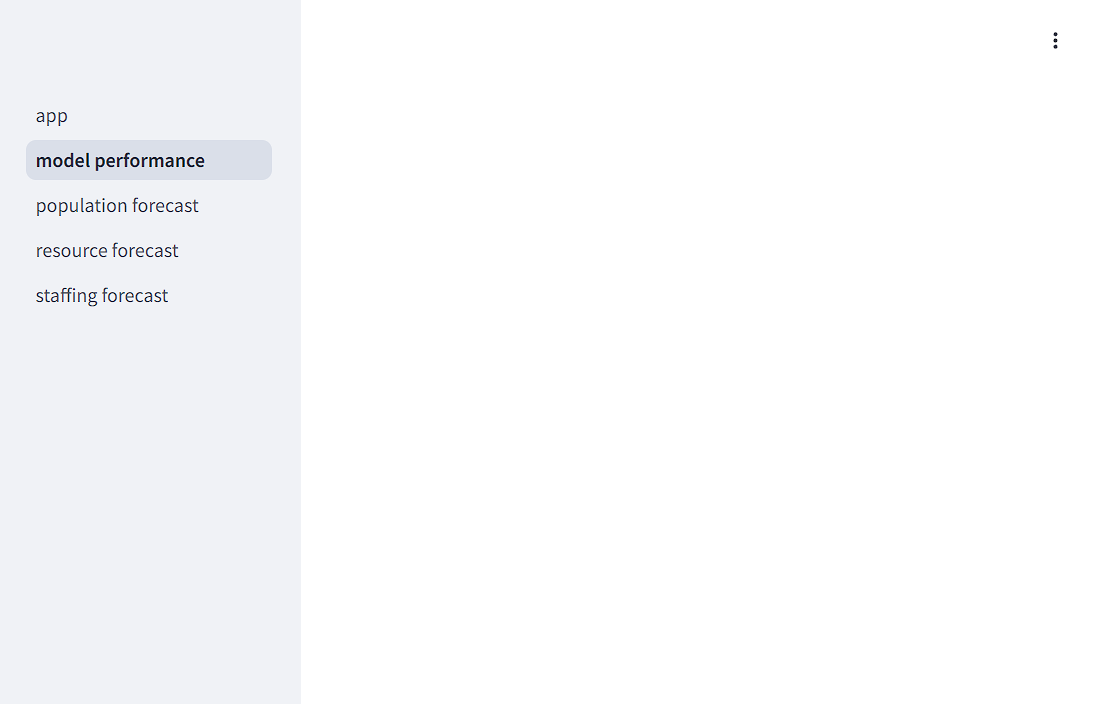 app
model performance
population forecast
resource forecast
staffing forecast